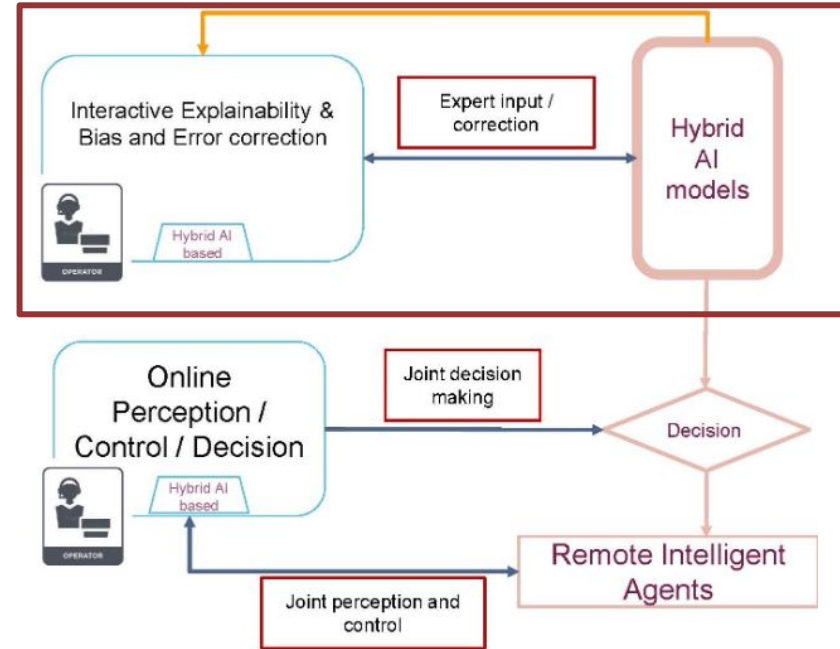 Interactive Explainability &
Bias and Error correction
Expert input /
correction
Hybrid
AI
models
Hybrid AI
based
OPERATOR
Online
Perception /
Control / Decision
Joint decision
making
Decision
Hybrid AI
based
OPERATOR
Remote Intelligent
Agents
Joint perception and
control